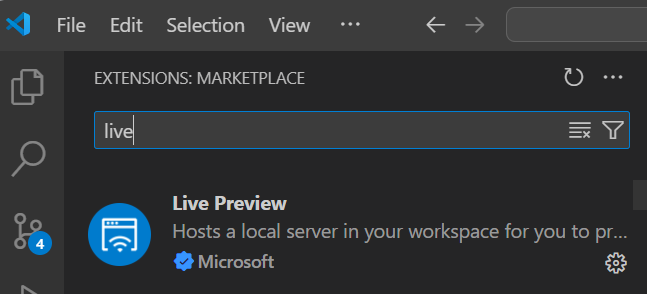 File Edit Selection View ...
EXTENSIONS: MARKETPLACE
live
Live Preview
Hosts a local server in your workspace for you to pr...
Microsoft
4